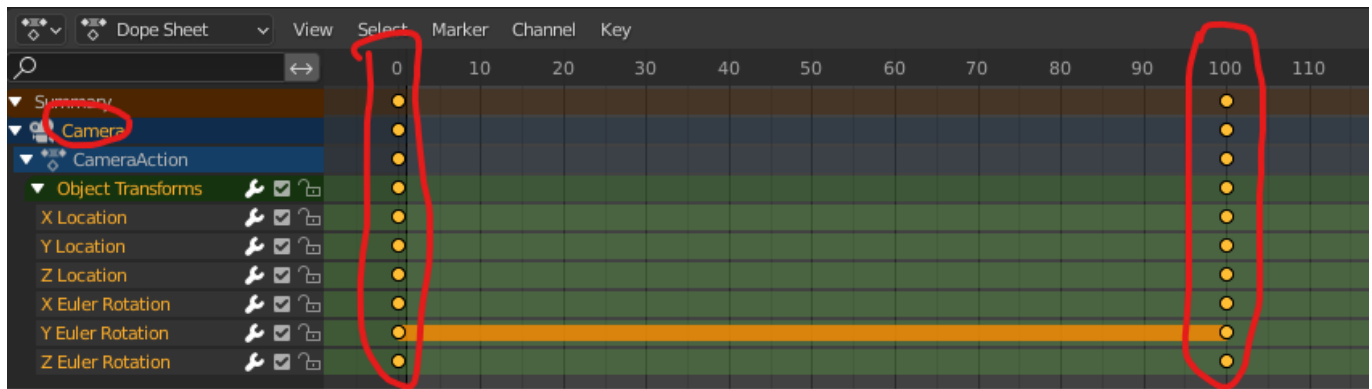 Dope Sheet View Select Marker Channel Key
0 10 20 30 40 50 60 70 80 90 100 110
Summary
Camera
CameraAction
Object Transforms
X Location
Y Location
Z Location
X Euler Rotation
Y Euler Rotation
Z Euler Rotation